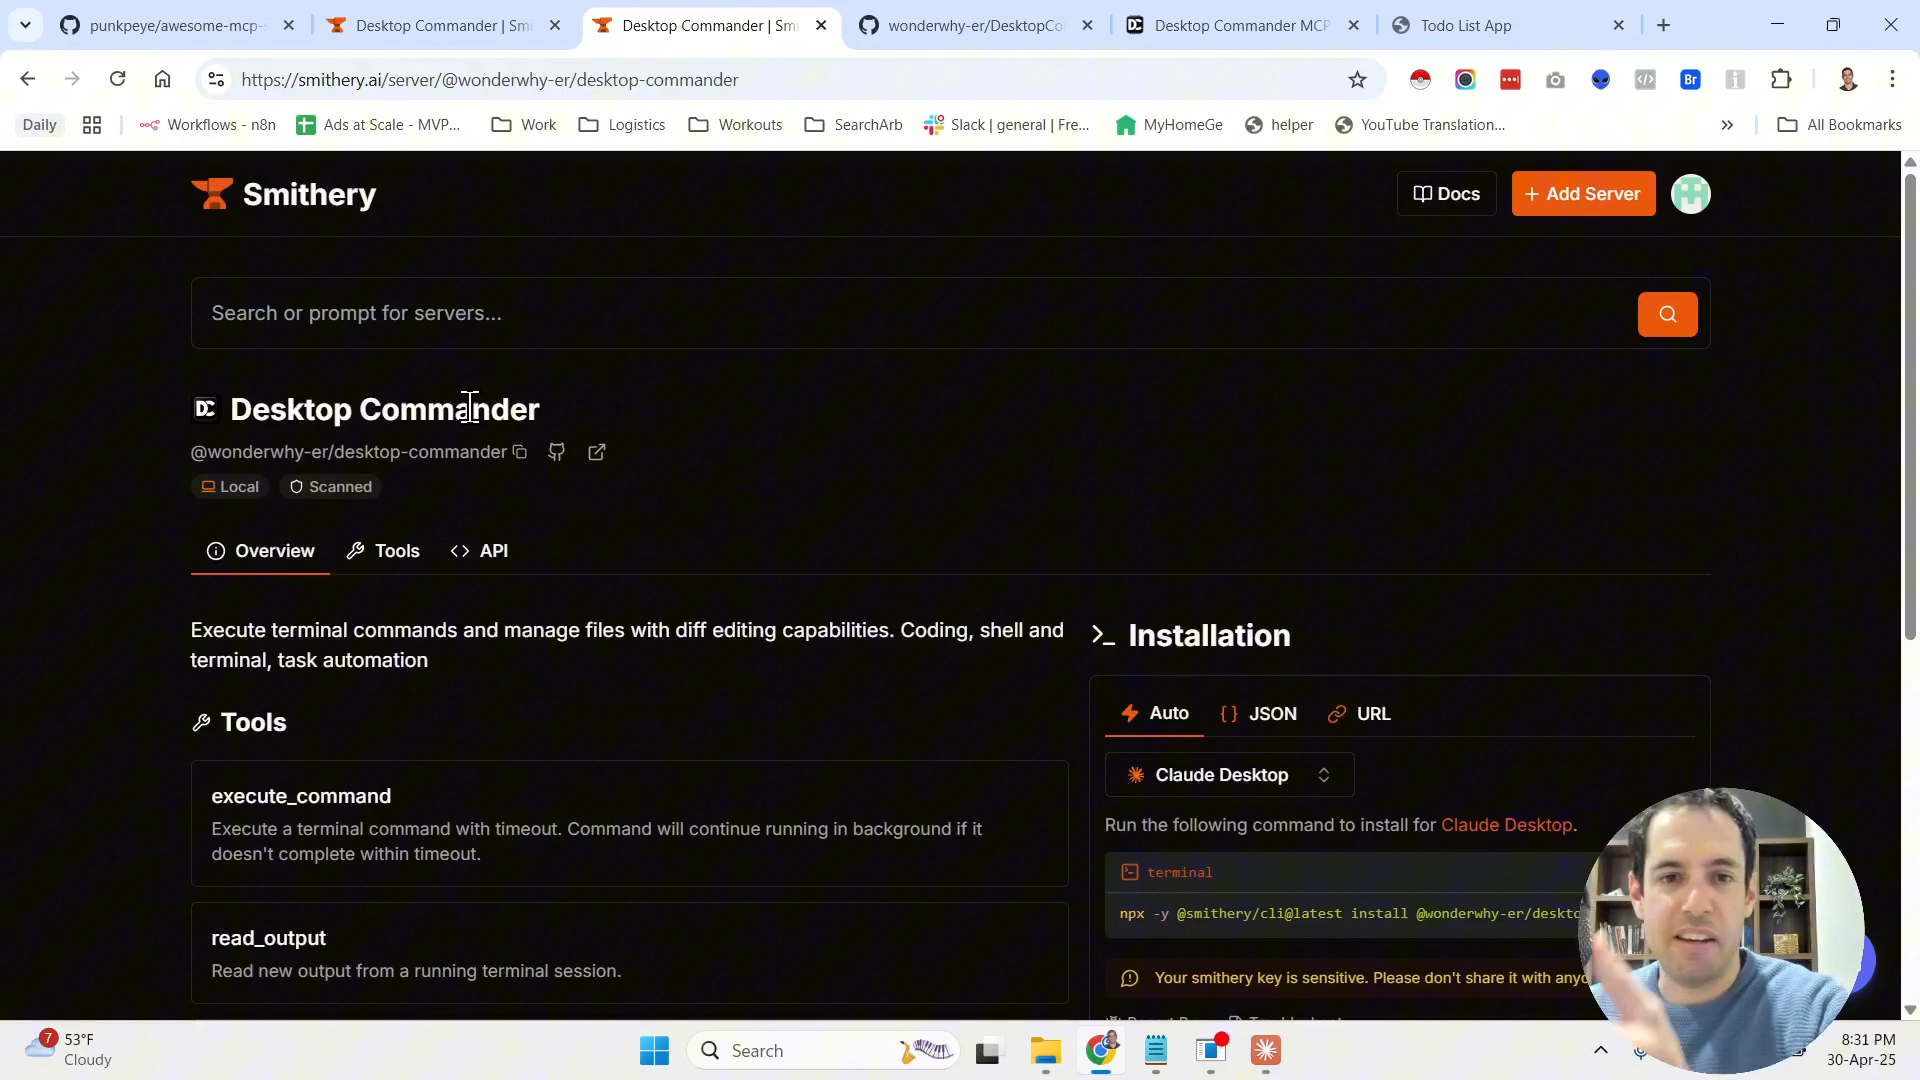 punkpeye/awesome-mcp-s
Desktop Commander | Smi
Desktop Commander | Smi
wonderwhy-er/DesktopCo
Desktop Commander MCP
Todo List App
https://smithery.ai/server/@wonderwhy-er/desktop-commander
Br
Daily
Workflows - n8n
Ads at Scale - MVP...
Work
Logistics
Workouts
SearchArb
Slack | general | Fre...
MyHomeGe
helper
YouTube Translation...
All Bookmarks
Smithery
Docs
+ Add Server
Search or prompt for servers...
DC Desktop Commander
@wonderwhy-er/desktop-commander
Local
Scanned
Overview
Tools
<> API
Execute terminal commands and manage files with diff editing capabilities. Coding, shell and
terminal, task automation
Tools
execute_command
Execute a terminal command with timeout. Command will continue running in background if it
doesn't complete within timeout.
read_output
Read new output from a running terminal session.
>_ Installation
Auto
{} JSON
URL
Claude Desktop
Run the following command to install for Claude Desktop.
terminal
npx -y @smithery/cli@latest install @wonderwhy-er/deskto
Your smithery key is sensitive. Please don't share it with anyo
7
53°F
Cloudy
Search
8:31 PM
30-Apr-25